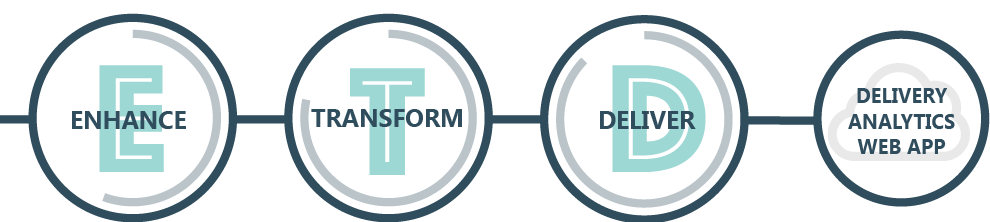 E
ENHANCE
T
TRANSFORM
D
DELIVER
DELIVERY
ANALYTICS
WEB APP